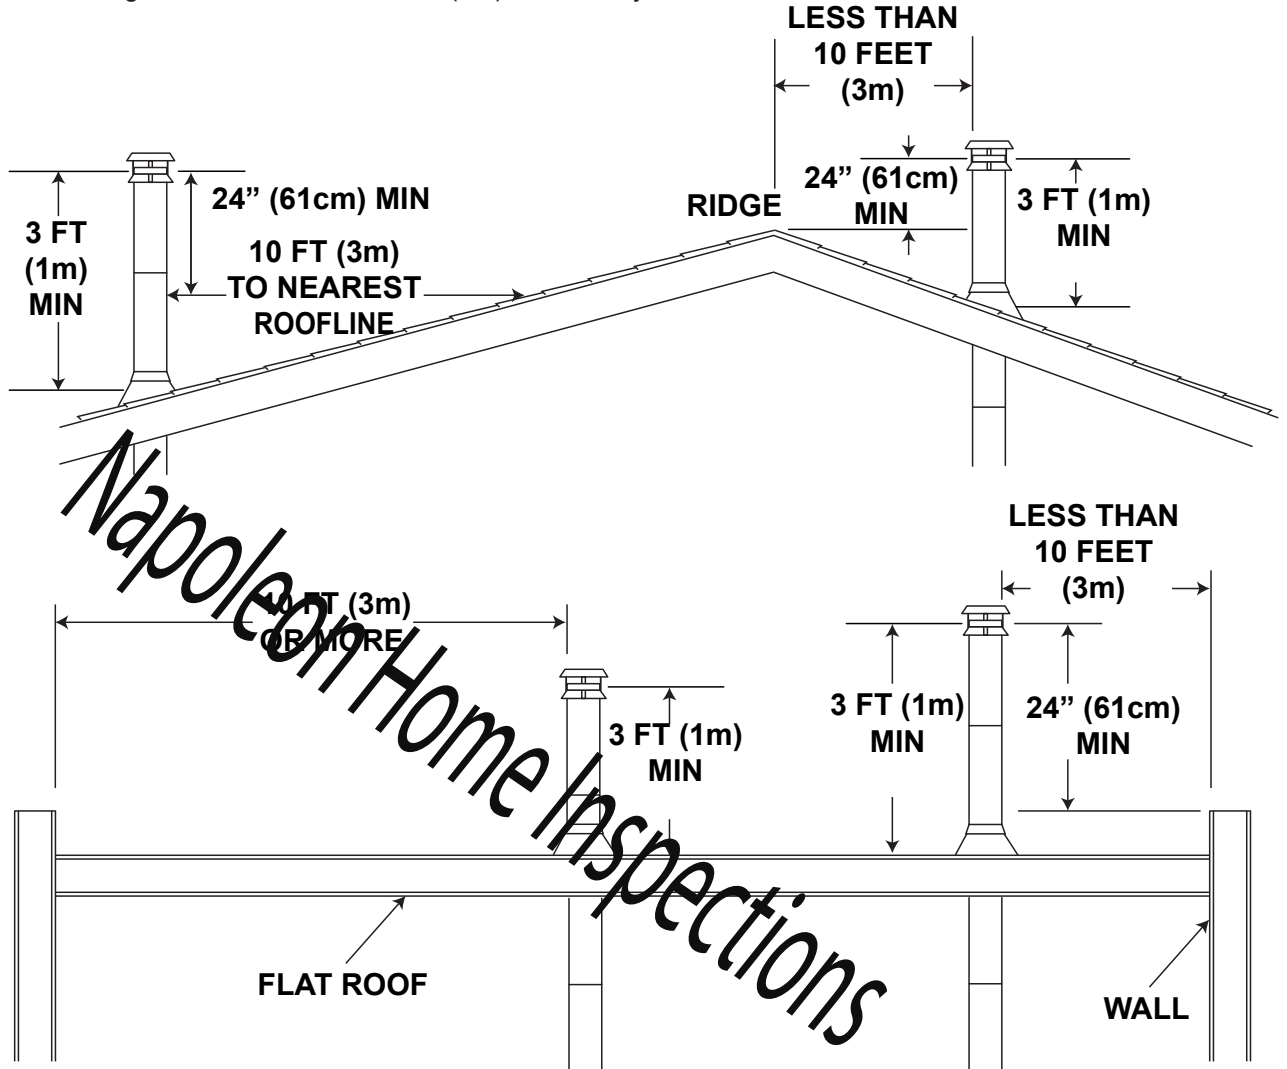 LESS THAN
10 FEET
(3m)
24” (61cm) MIN
3 FT
(1m)
MIN
10 FT (3m)
TO NEAREST
ROOFLINE
RIDGE
24” (61cm)
MIN
3 FT (1m)
MIN
LESS THAN
10 FEET
(3m)
10 FT (3m)
OR MORE
3 FT (1m)
MIN
3 FT (1m)
MIN
24” (61cm)
MIN
FLAT ROOF
WALL
Napoleon Home Inspections